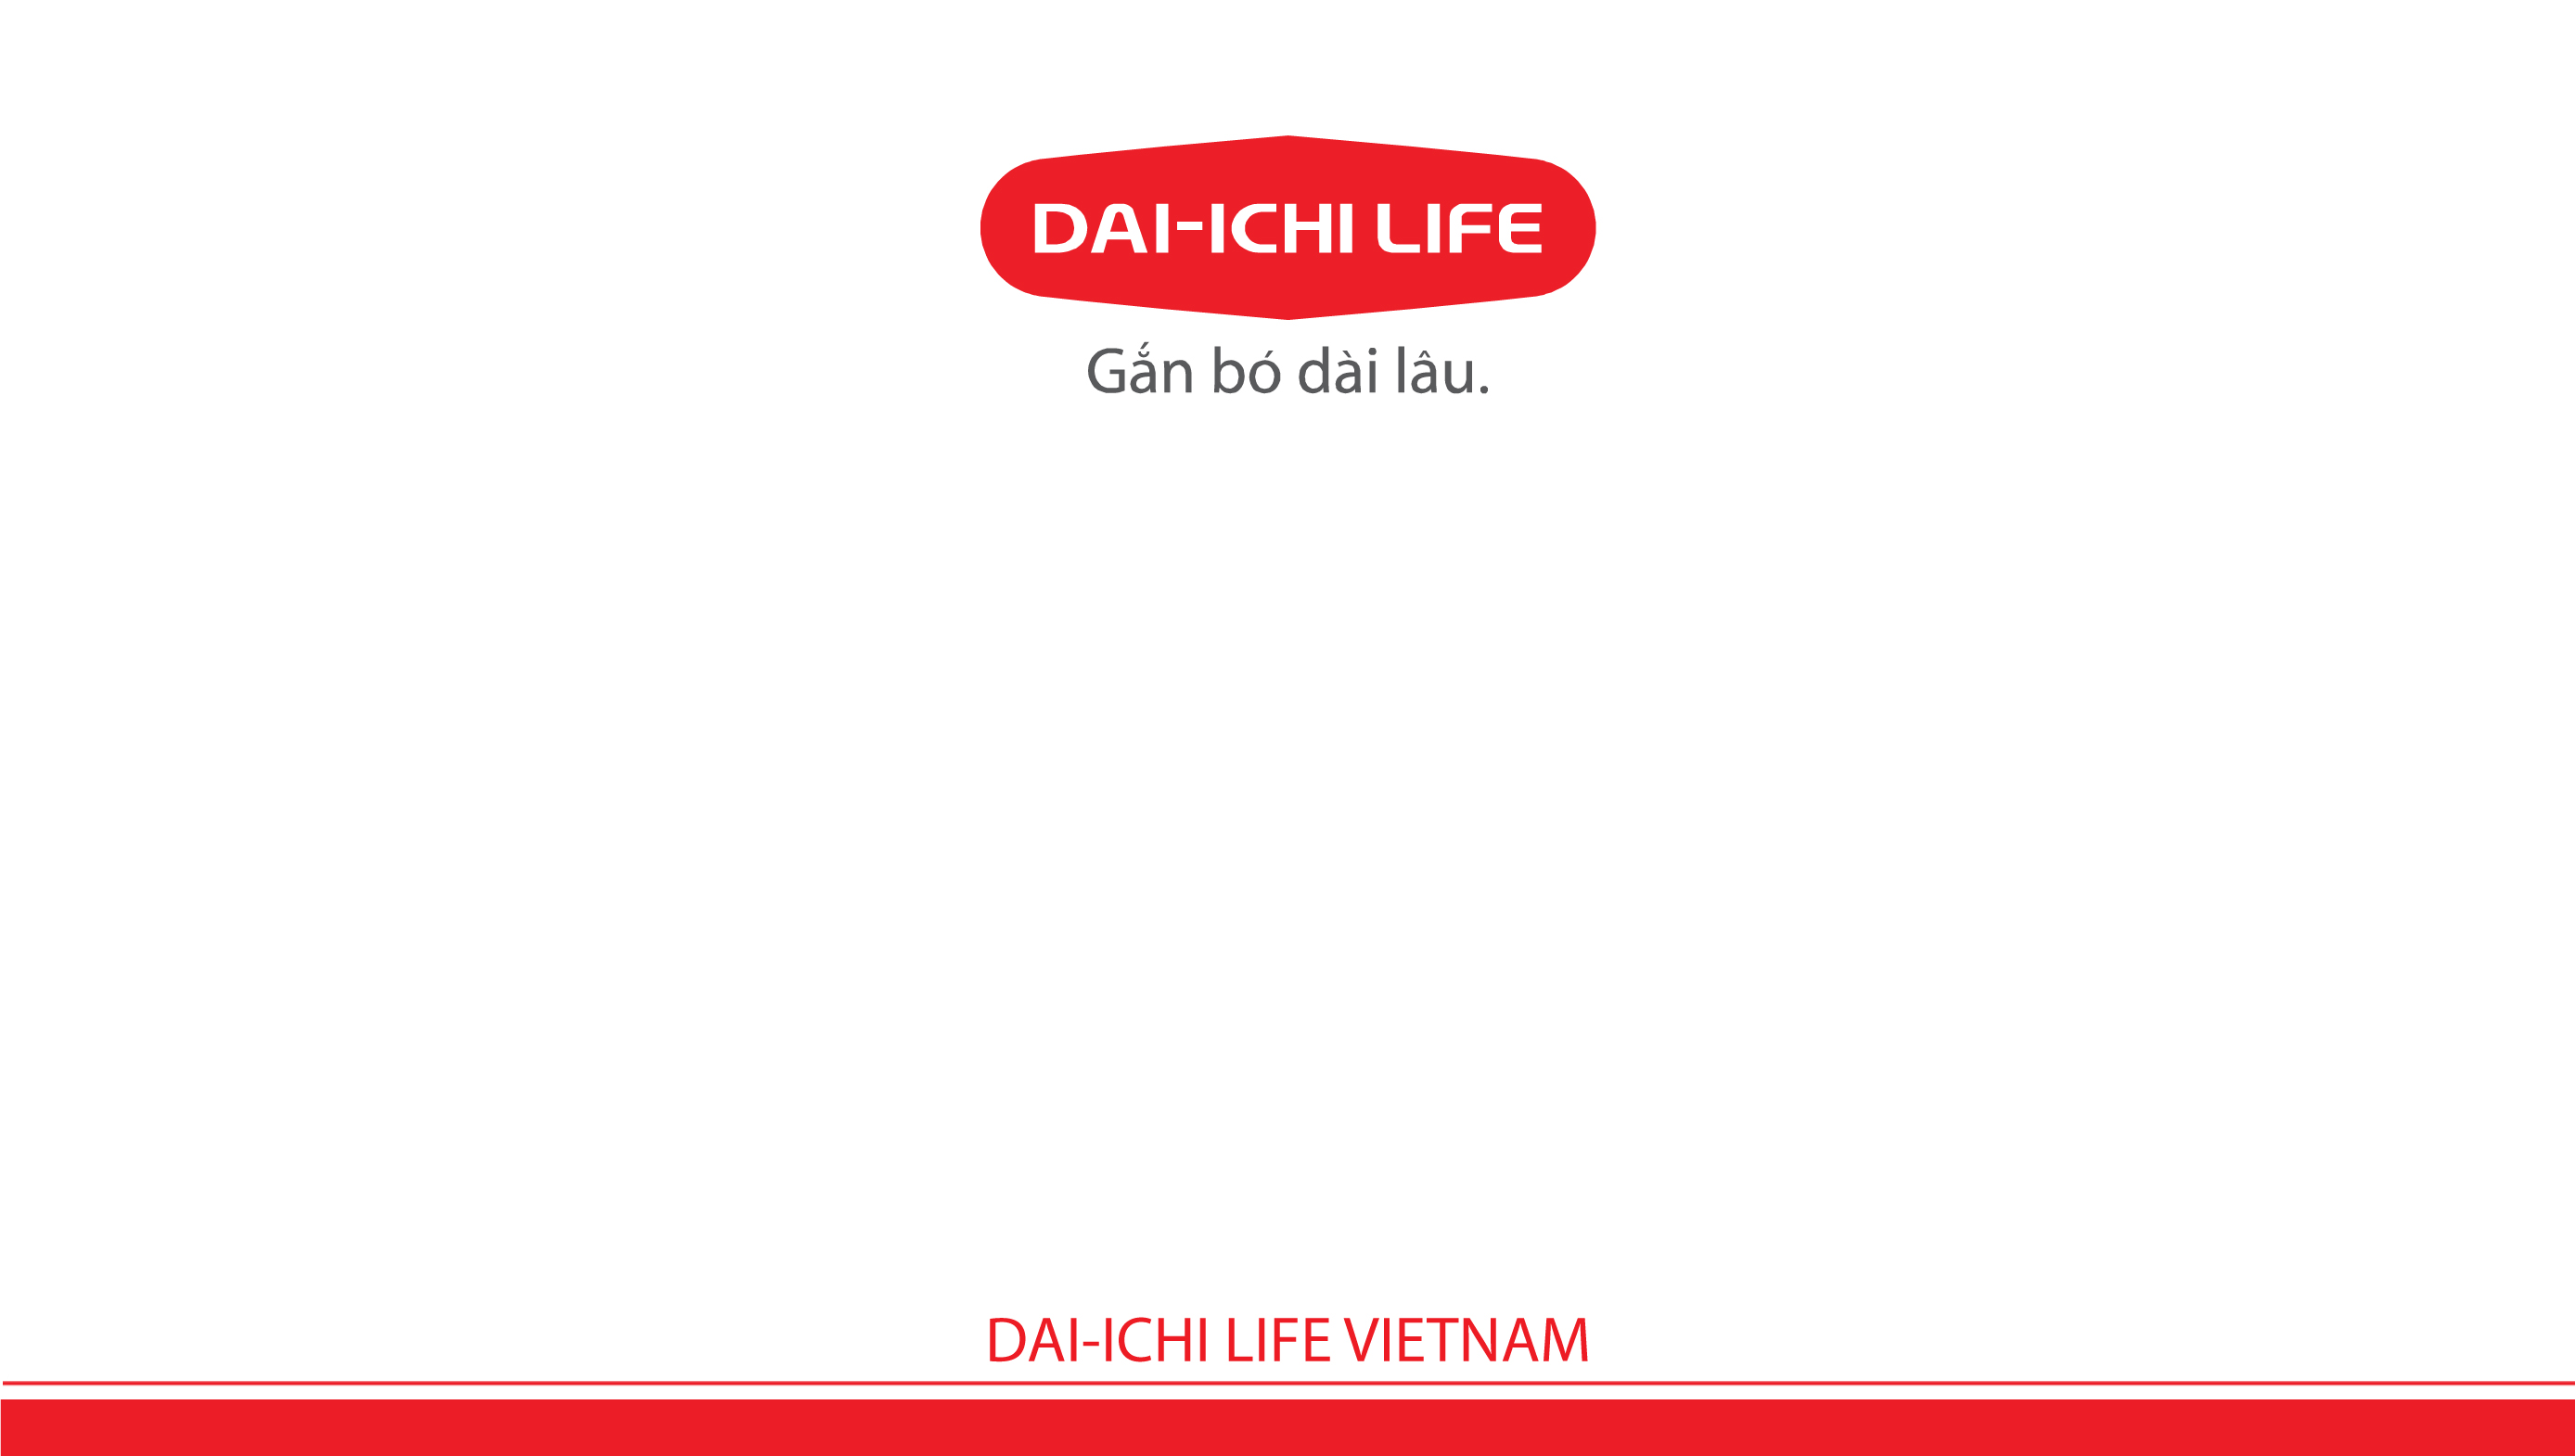 DAI-ICHI LIFE
Gắn bó dài lâu.
DAI-ICHI LIFE VIETNAM